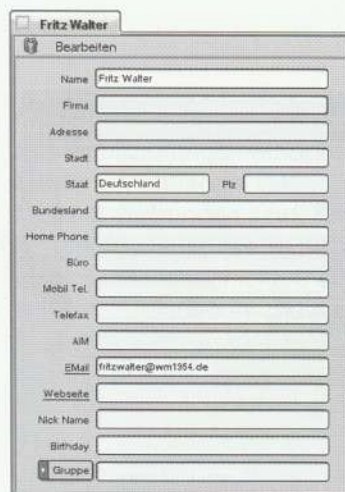 Fritz Walter
Bearbeiten
Name Fritz Walter
Firma
Adresse
Stadt
Staat Deutschland Plz
Bundesland
Home Phone
Büro
Mobil Tel.
Telefax
AIM
EMail fritzwalter@wm1954.de
Webseite
Nick Name
Birthday
Gruppe